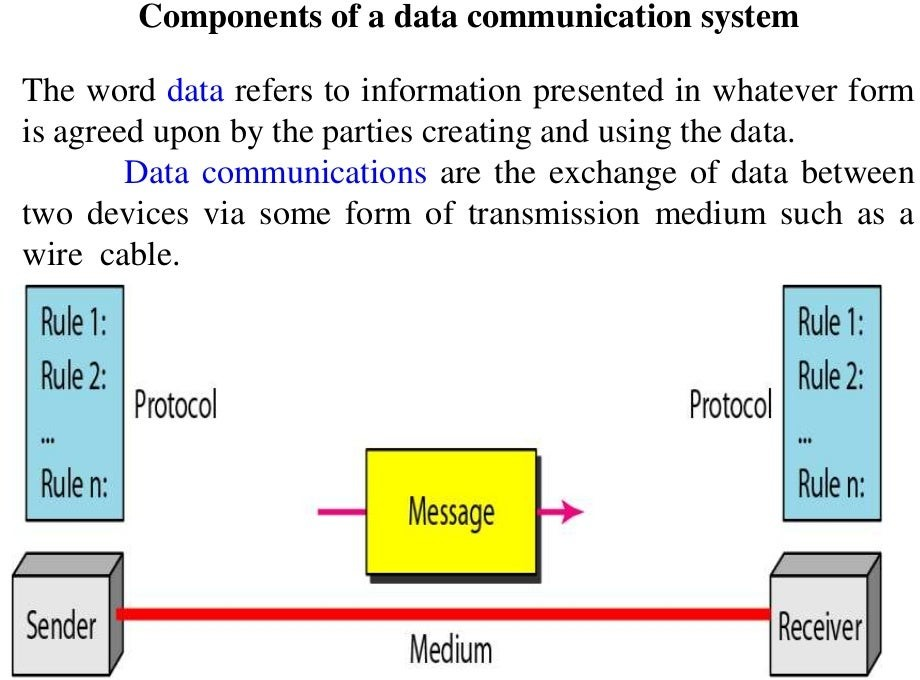 Components of a data communication system
The word data refers to information presented in whatever form
is agreed upon by the parties creating and using the data.
Data communications are the exchange of data between
two devices via some form of transmission medium such as a
wire cable.
Rule 1:
Rule 2:
...
Rule n:
Protocol
Protocol
Rule 1:
Rule 2:
...
Rule n:
Message
Sender
Medium
Receiver